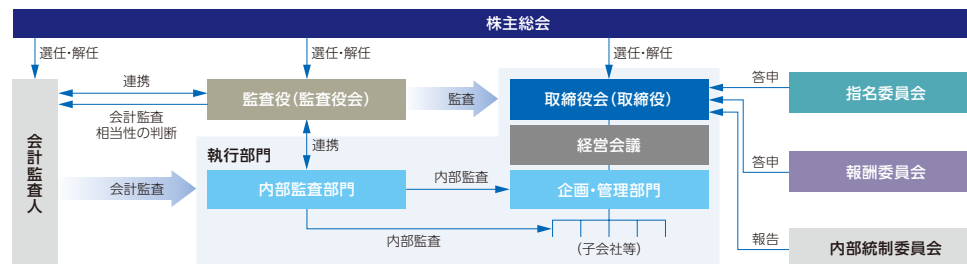 株主総会
選任・解任
選任・解任
選任・解任
会計監査人
連携
会計監査
相当性の判断
監査役（監査役会）
監査
取締役会（取締役）
答申
指名委員会
連携
執行部門
経営会議
会計監査
内部監査部門
内部監査
企画・管理部門
答申
報酬委員会
内部監査
（子会社等）
報告
内部統制委員会